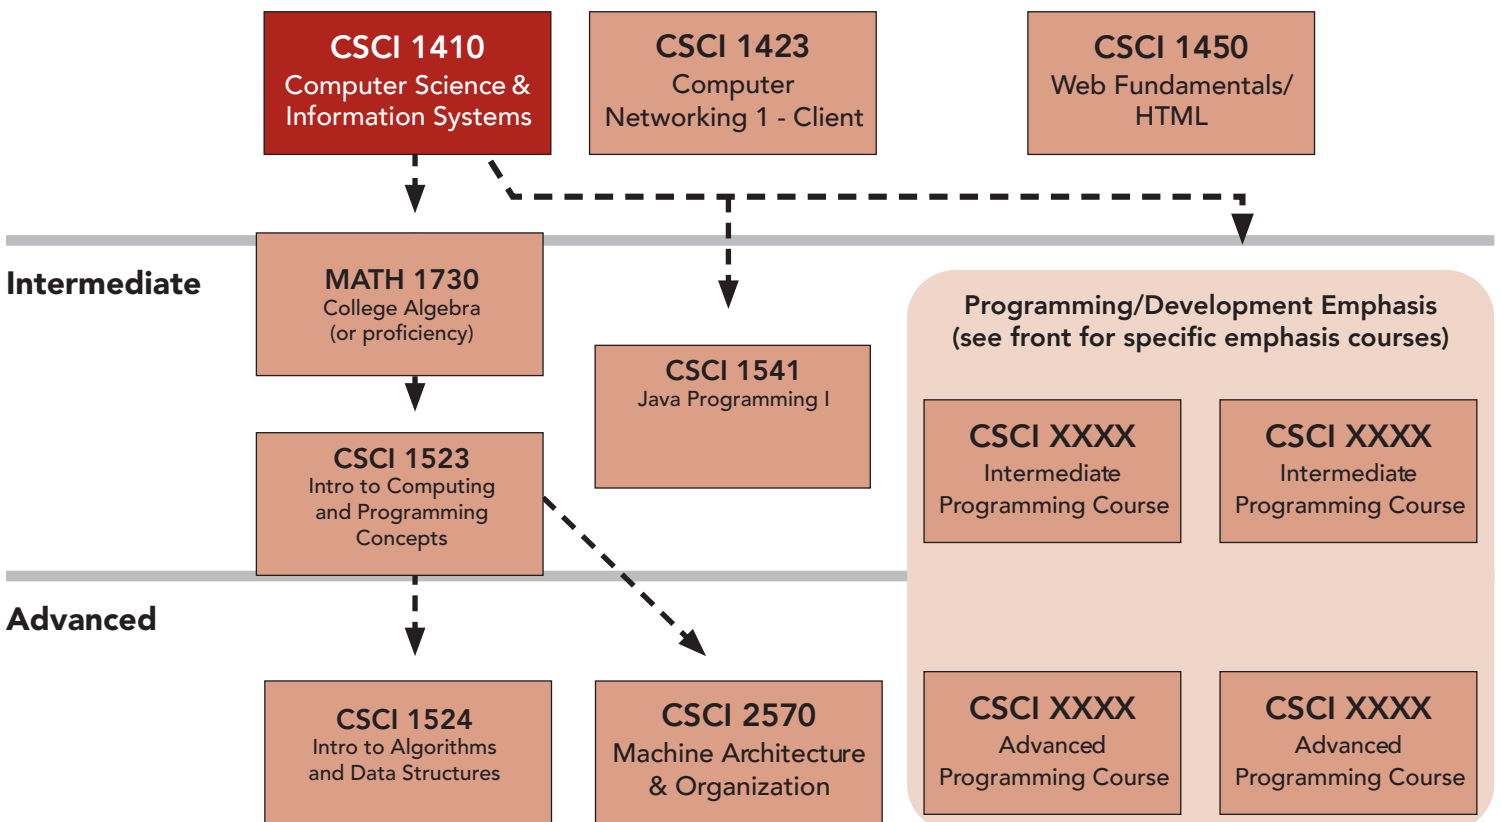 CSCI 1410
Computer Science &
Information Systems
CSCI 1423
Computer
Networking 1 - Client
CSCI 1450
Web Fundamentals/
HTML
Intermediate
MATH 1730
College Algebra
(or proficiency)
CSCI 1541
Java Programming I
Programming/Development Emphasis
(see front for specific emphasis courses)
CSCI XXXX
Intermediate
Programming Course
CSCI XXXX
Intermediate
Programming Course
CSCI 1523
Intro to Computing
and Programming
Concepts
Advanced
CSCI 1524
Intro to Algorithms
and Data Structures
CSCI 2570
Machine Architecture
& Organization
CSCI XXXX
Advanced
Programming Course
CSCI XXXX
Advanced
Programming Course